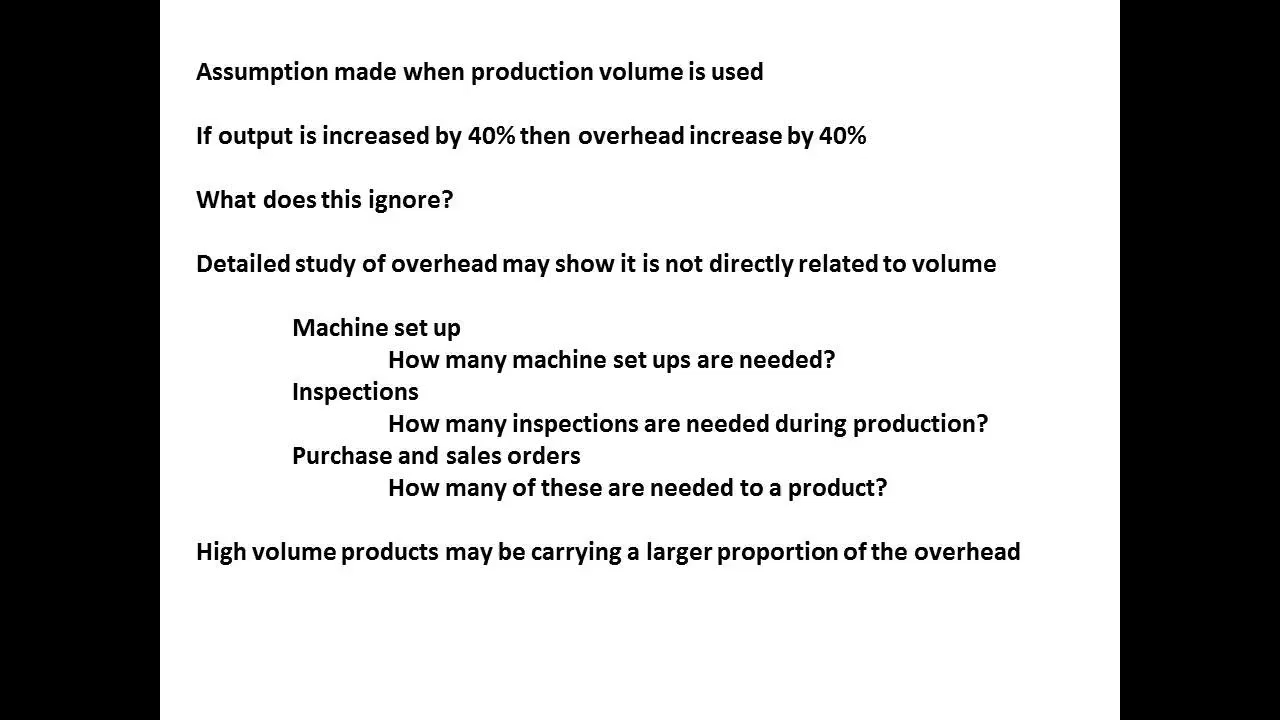 Assumption made when production volume is used
If output is increased by 40% then overhead increase by 40%
What does this ignore?
Detailed study of overhead may show it is not directly related to volume
Machine set up
How many machine set ups are needed?
Inspections
How many inspections are needed during production?
Purchase and sales orders
How many of these are needed to a product?
High volume products may be carrying a larger proportion of the overhead